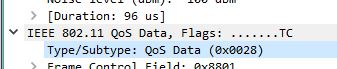 [Duration: 96 us]
IEEE 802.11 QoS Data, Flags: .......TC
Type/Subtype: QoS Data (0x0028)
Frame Control Field: 0x8801